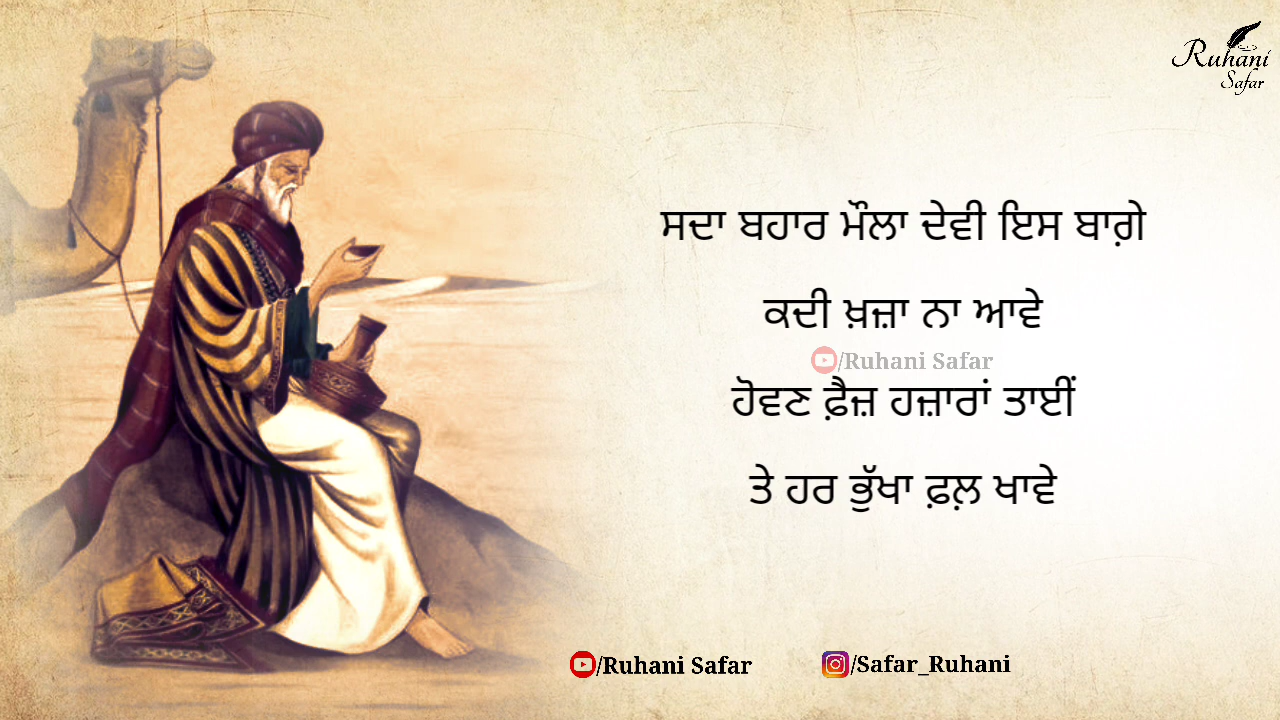 Ruhani
Safar
ਸਦਾ ਬਹਾਰ ਮੌਲਾ ਦੇਵੀ ਇਸ ਬਾਗ਼ੇ
ਕਦੀ ਖ਼ਜ਼ਾ ਨਾ ਆਵੇ
/Ruhani Safar
ਹੋਵਣ ਫ਼ੈਜ਼ ਹਜ਼ਾਰਾਂ ਤਾਈਂ
ਤੇ ਹਰ ਭੁੱਖਾ ਫ਼ਲ਼ ਖਾਵੇ
/Ruhani Safar /Safar_Ruhani